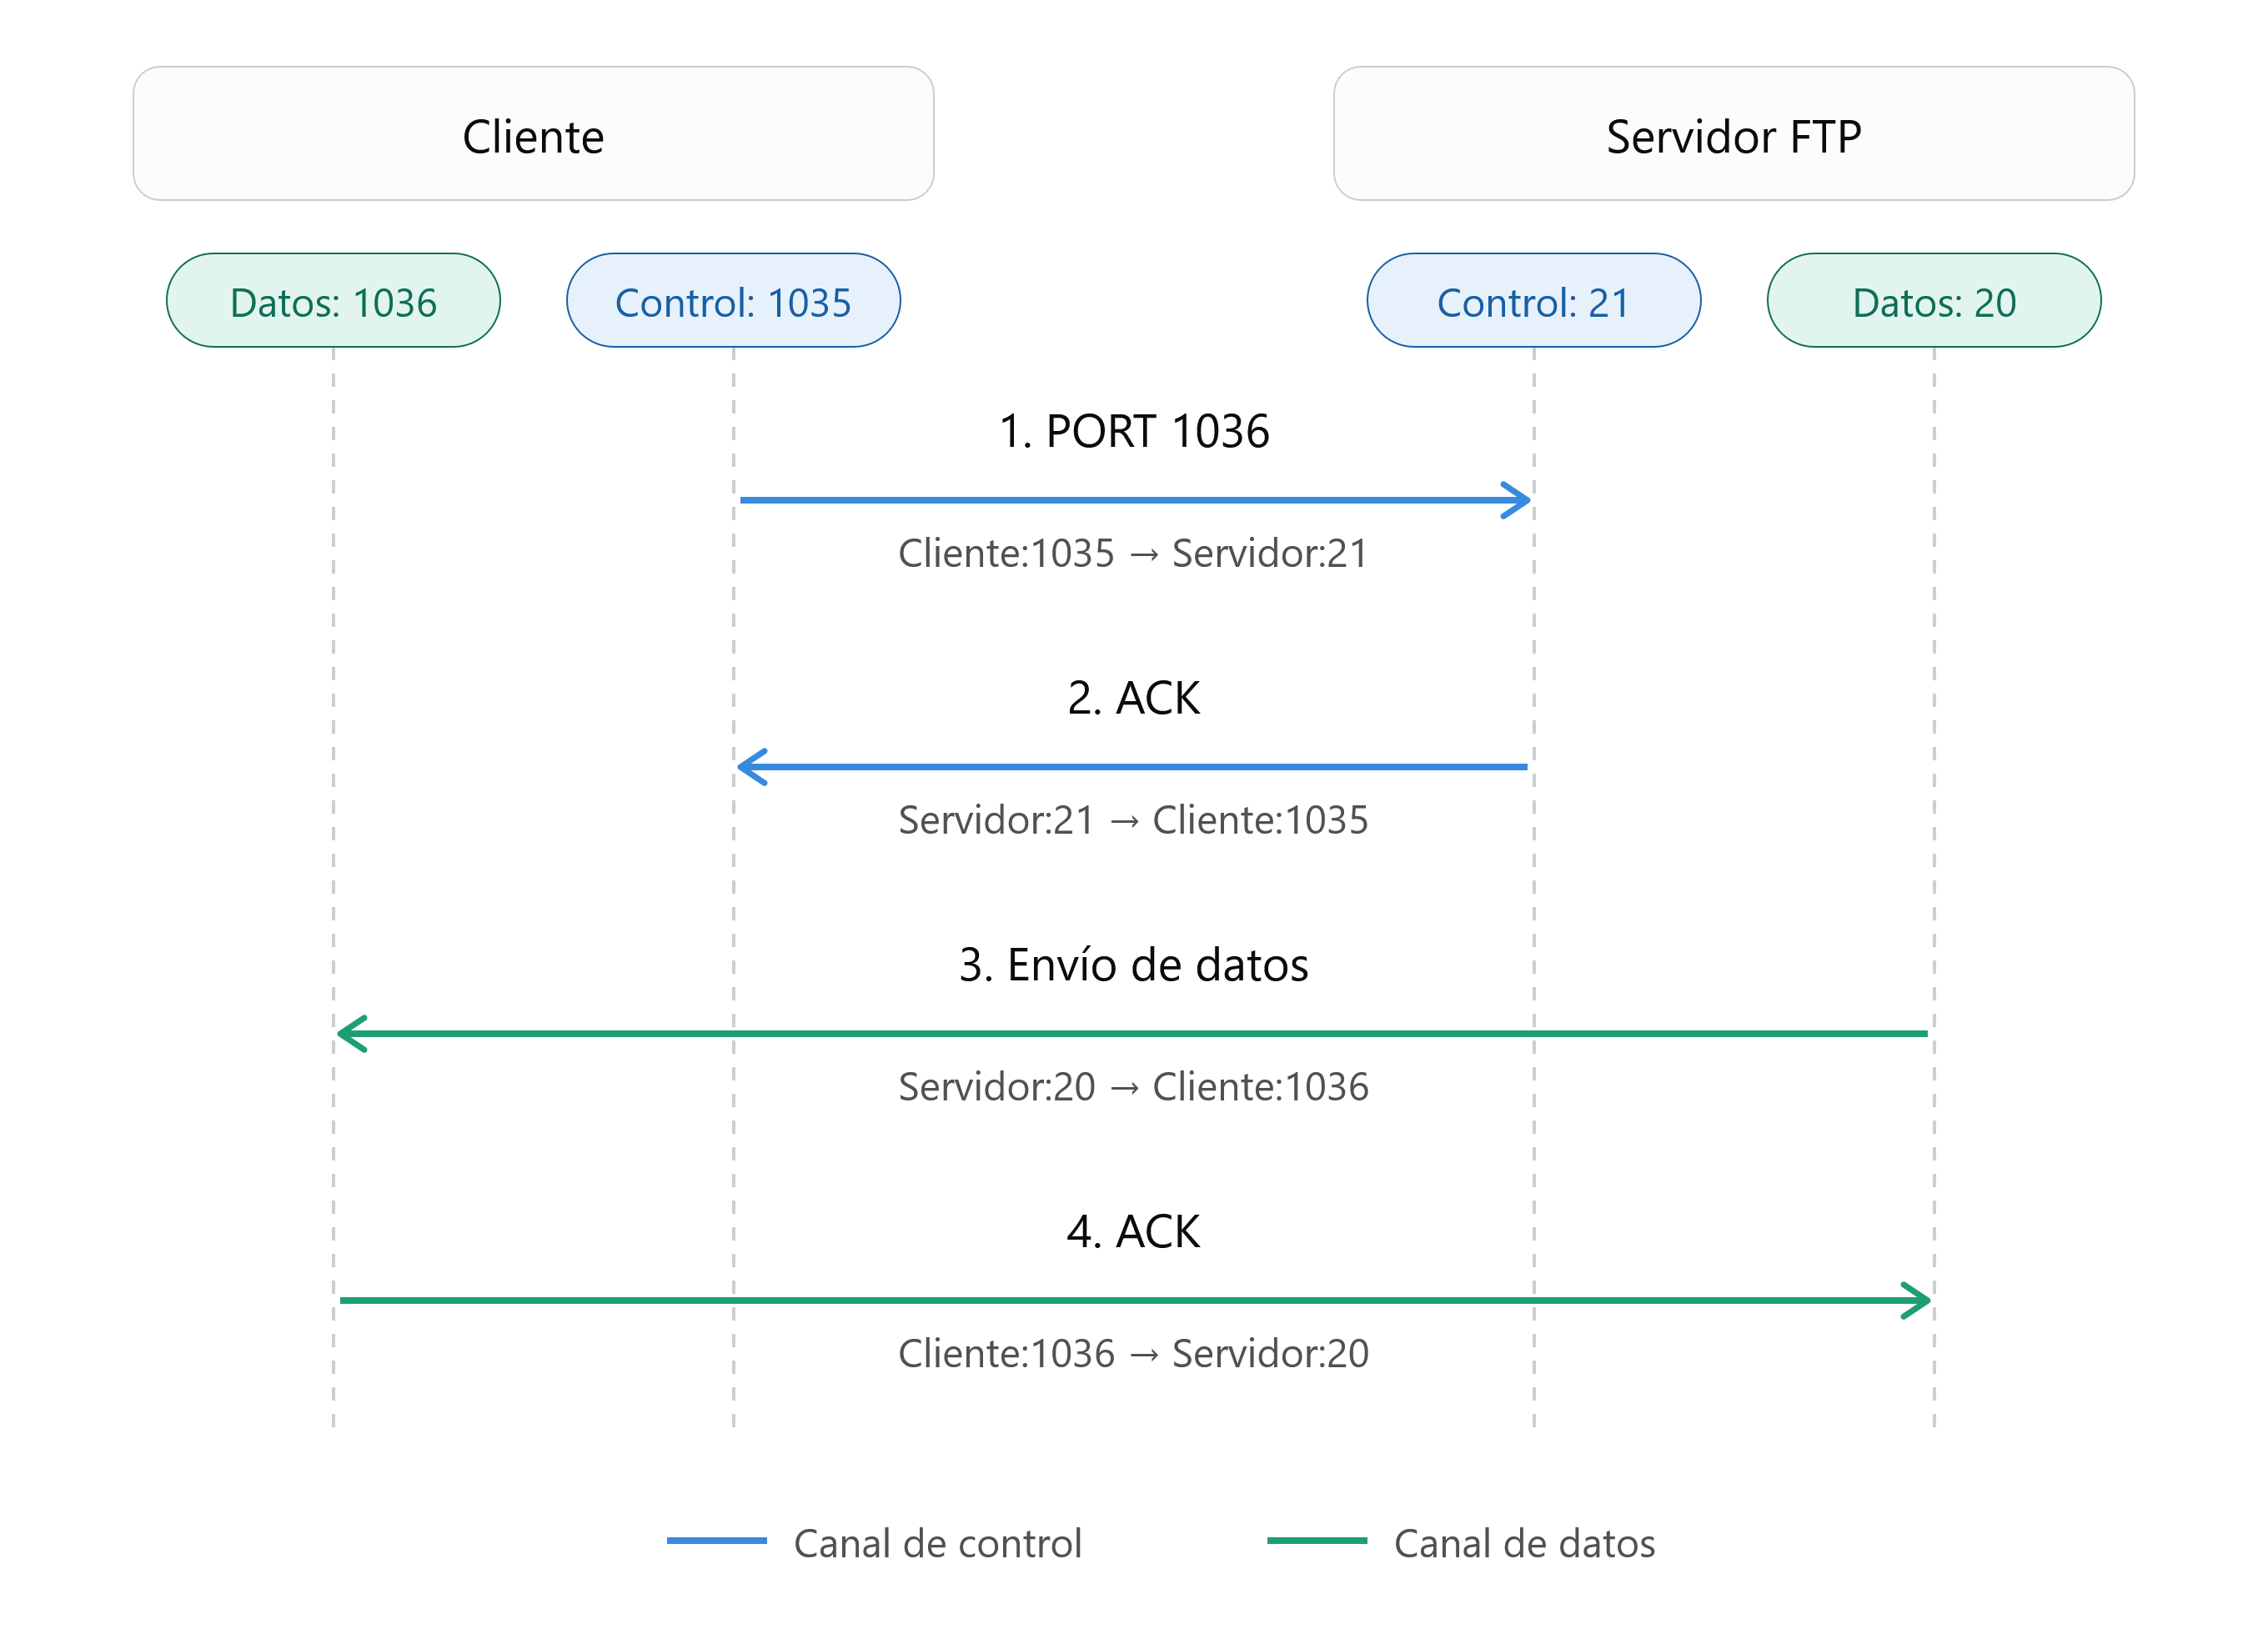 Cliente
Servidor FTP
Datos: 1036
Control: 1035
Control: 21
Datos: 20
1. PORT 1036
Cliente:1035 → Servidor:21
2. ACK
Servidor:21 → Cliente:1035
3. Envío de datos
Servidor:20 → Cliente:1036
4. ACK
Cliente:1036 → Servidor:20
Canal de control
Canal de datos